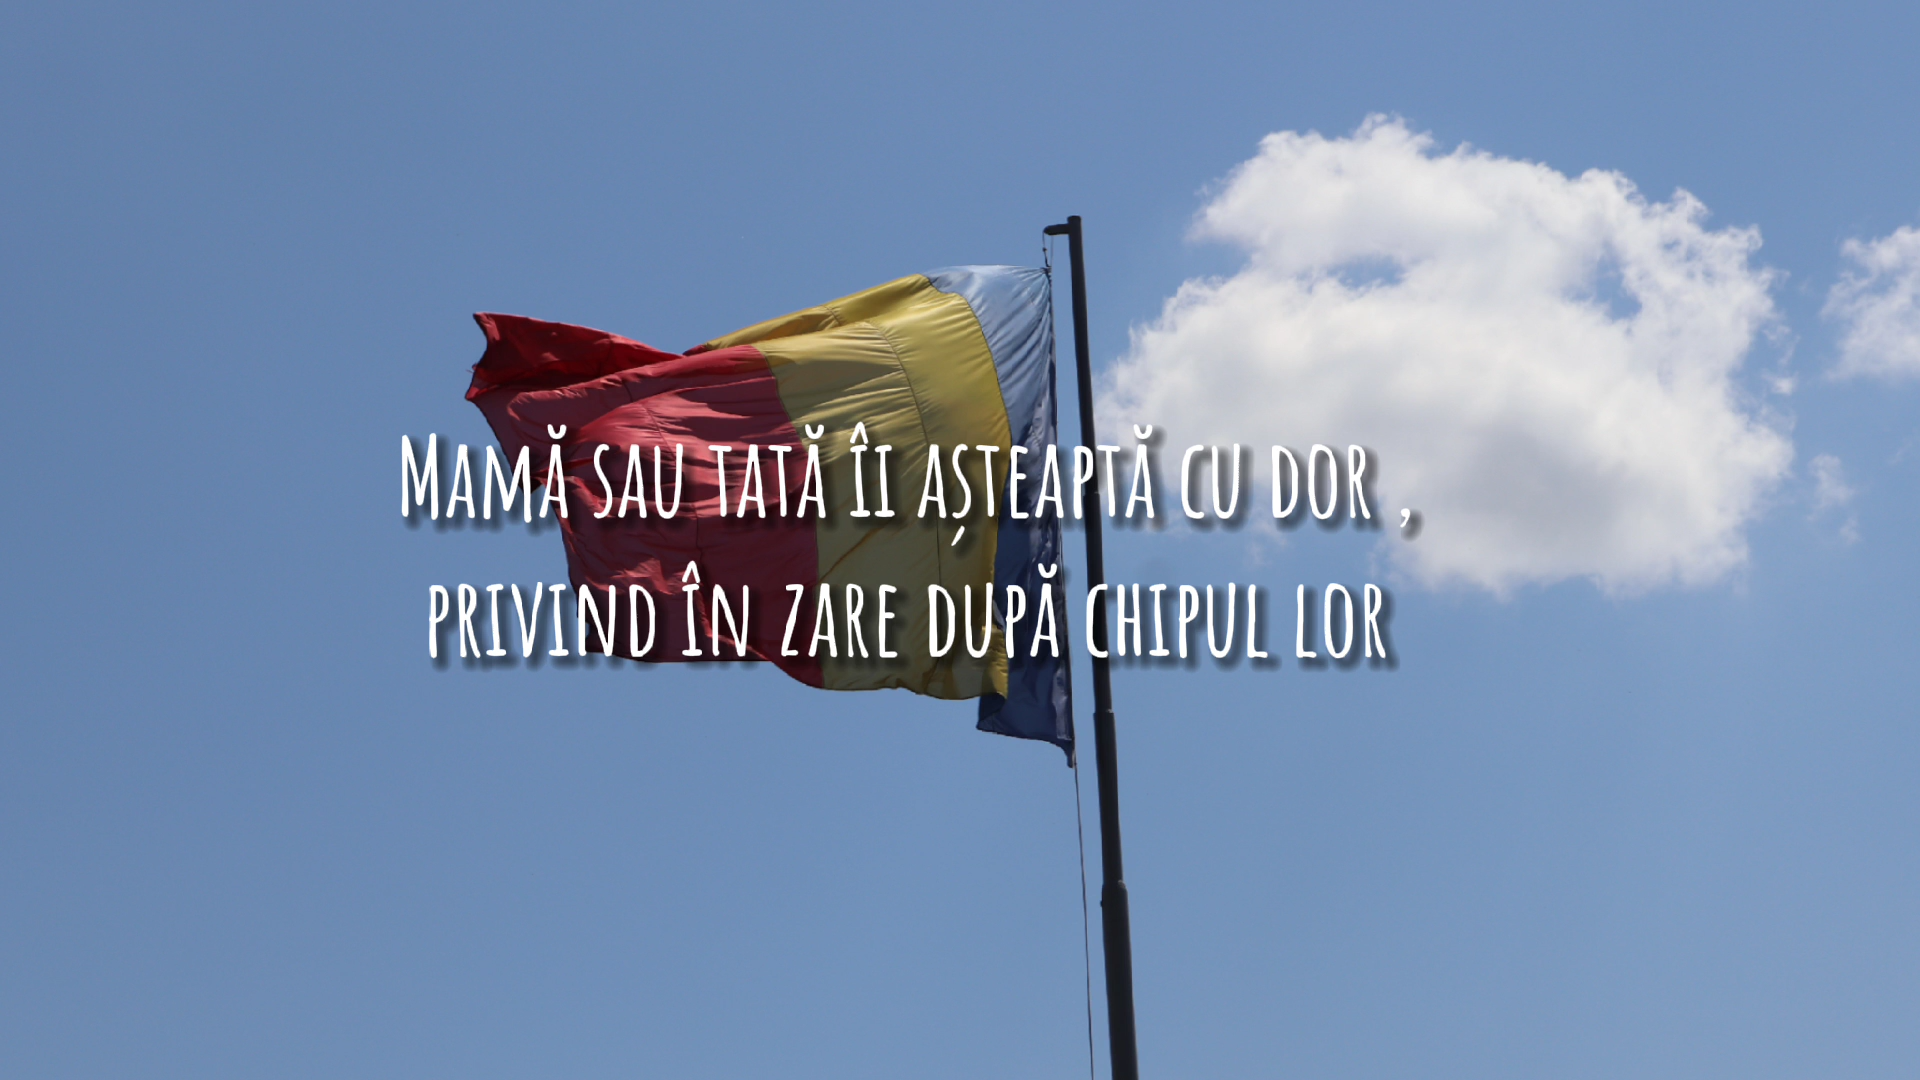 Mamă sau tată îi așteaptă cu dor ,
privind în zare după chipul lor